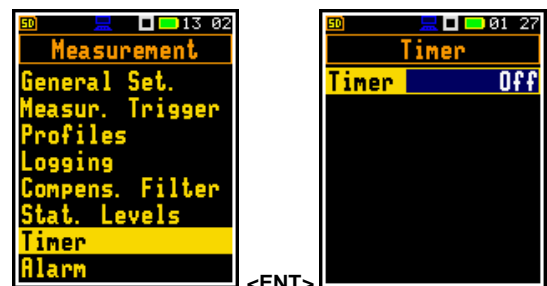 SD 13 02
Measurement
General Set.
Measur. Trigger
Profiles
Logging
Compens. Filter
Stat. Levels
Timer
Alarm
<ENT>
SD 01 27
Timer
Timer Off